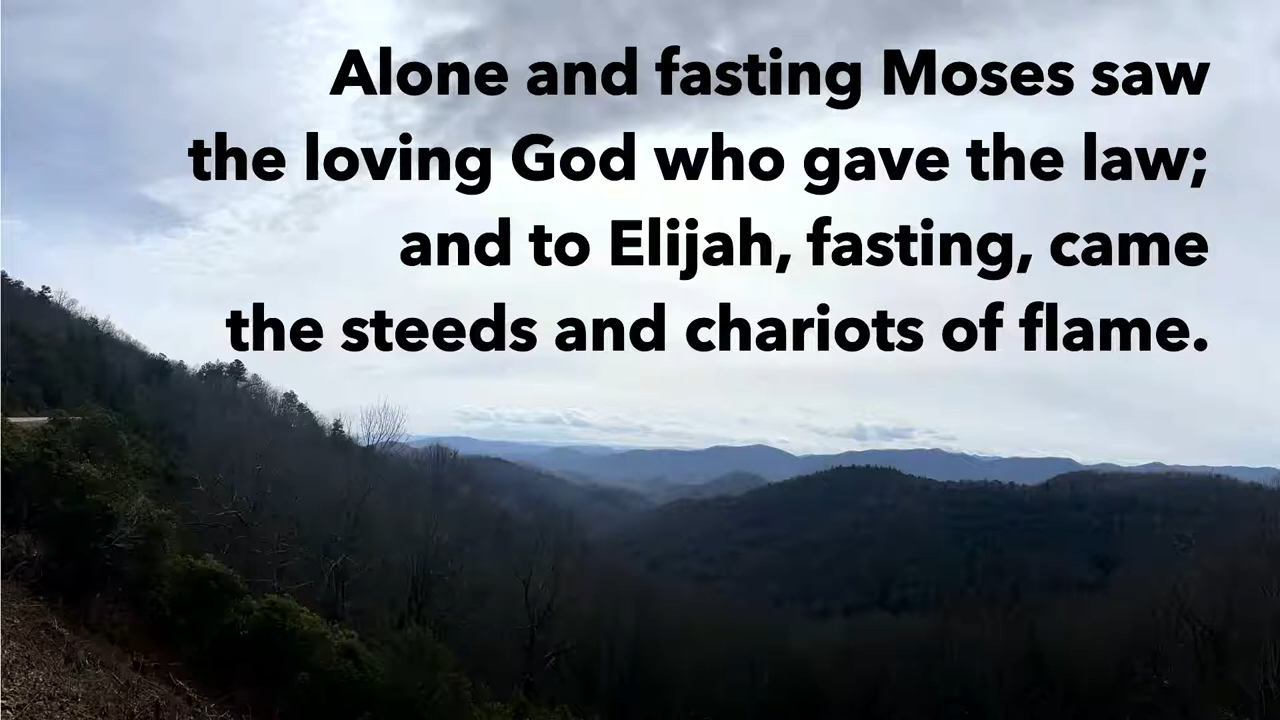 Alone and fasting Moses saw
the loving God who gave the law;
and to Elijah, fasting, came
the steeds and chariots of flame.